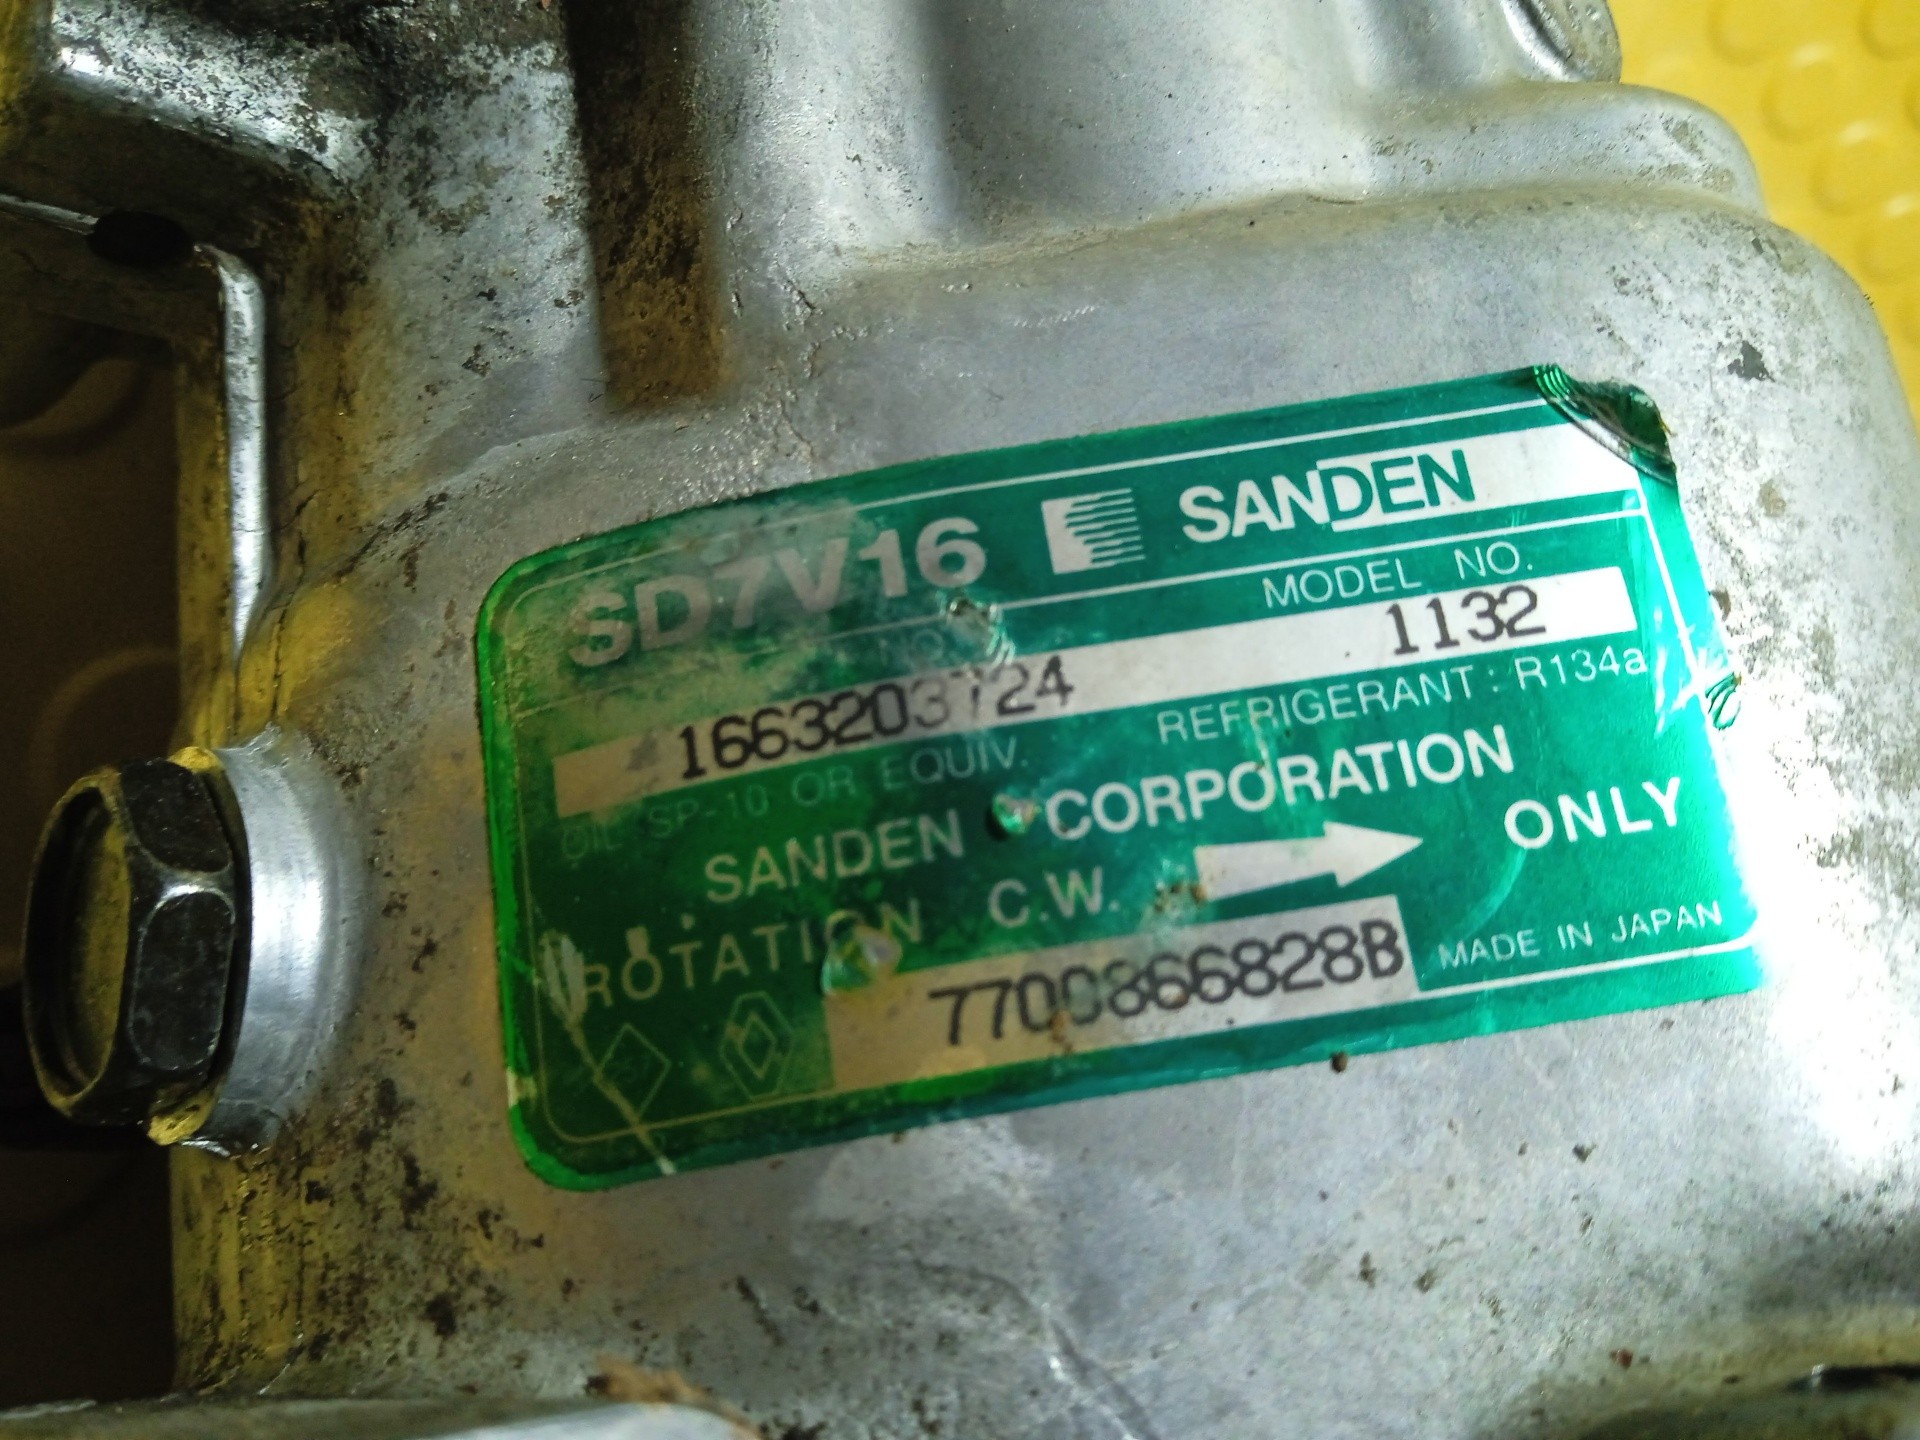 SD7V16 SANDEN
NO. MODEL NO.
1663203724 1132
OIL : SP-10 OR EQUIV. REFRIGERANT : R134a
SANDEN CORPORATION
ROTATION C.W. ONLY
7700866828B MADE IN JAPAN